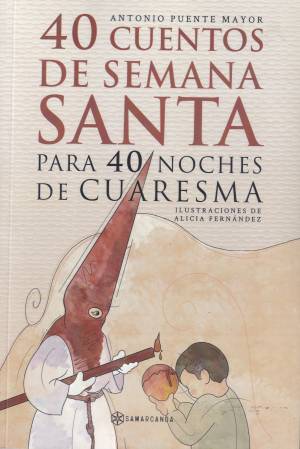 ANTONIO PUENTE MAYOR
40 CUENTOS
DE SEMANA
SANTA
PARA 40 NOCHES
DE CUARESMA
ILUSTRACIONES DE
ALICIA FERNÁNDEZ
SAMARCANDA